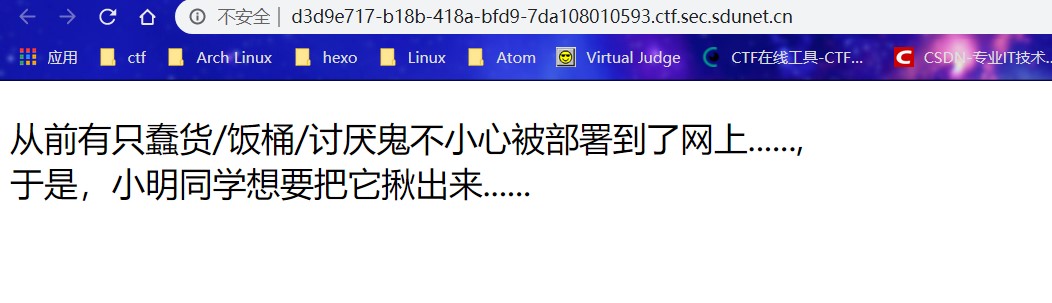 不安全 | d3d9e717-b18b-418a-bfd9-7da108010593.ctf.sec.sdunet.cn
应用 ctf Arch Linux hexo Linux Atom Virtual Judge CTF在线工具-CTF... CSDN-专业IT技术...
从前有只蠢货/饭桶/讨厌鬼不小心被部署到了网上......,
于是，小明同学想要把它揪出来......